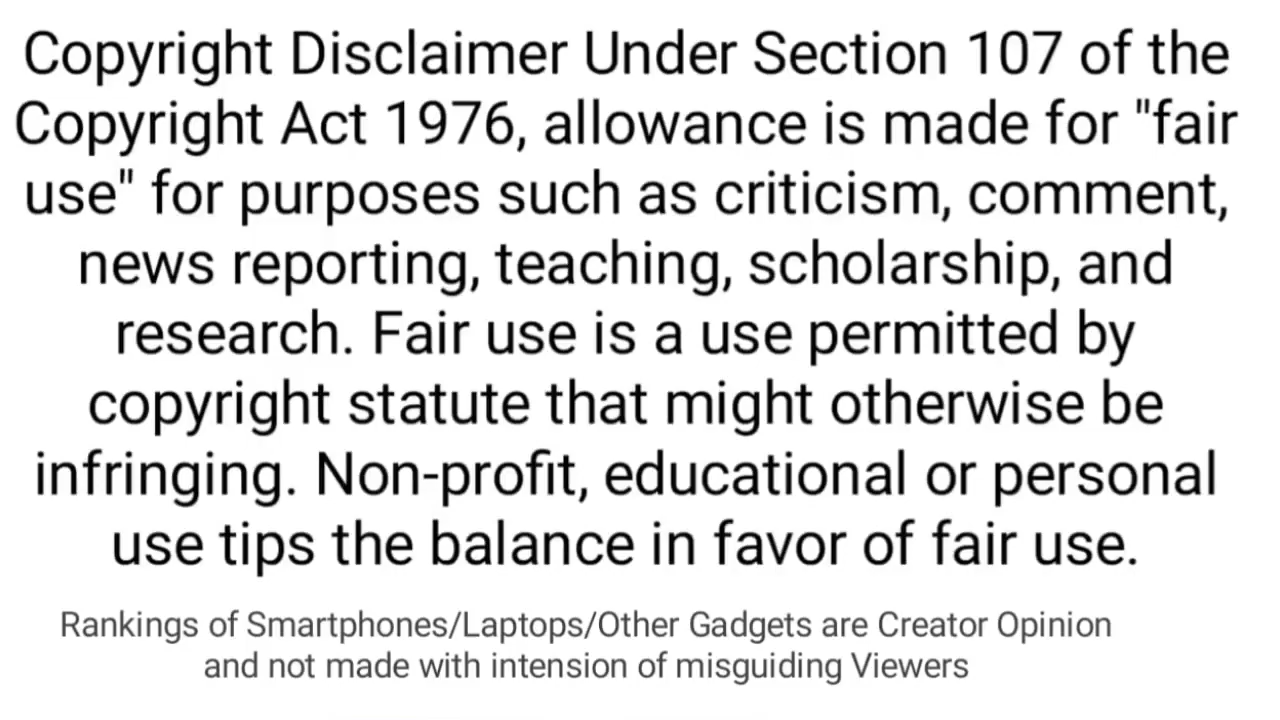 Copyright Disclaimer Under Section 107 of the
Copyright Act 1976, allowance is made for "fair
use" for purposes such as criticism, comment,
news reporting, teaching, scholarship, and
research. Fair use is a use permitted by
copyright statute that might otherwise be
infringing. Non-profit, educational or personal
use tips the balance in favor of fair use.
Rankings of Smartphones/Laptops/Other Gadgets are Creator Opinion
and not made with intension of misguiding Viewers